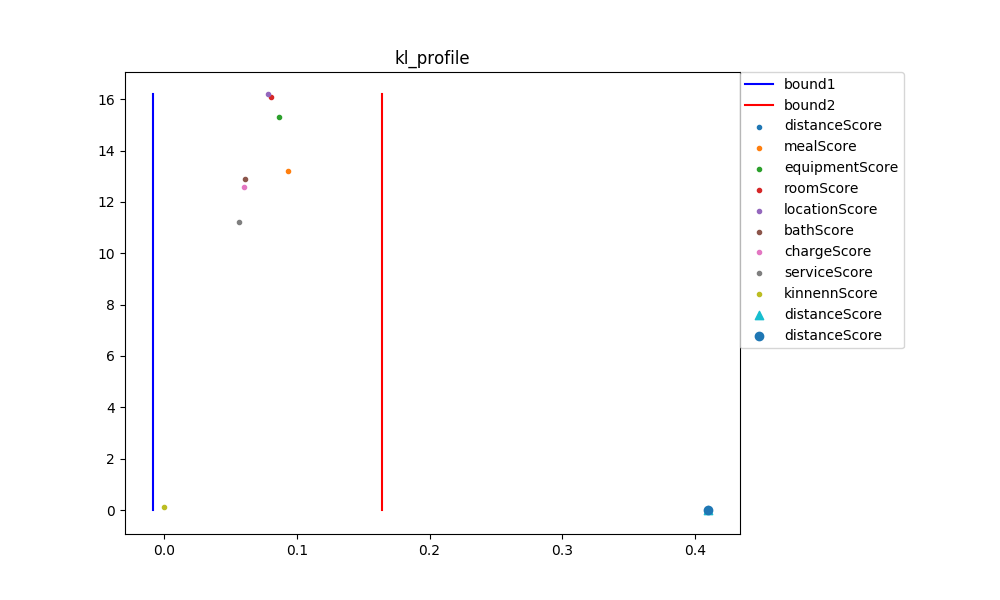 kl_profile
16
14
12
10
8
6
4
2
0
0.0 0.1 0.2 0.3 0.4
bound1
bound2
distanceScore
mealScore
equipmentScore
roomScore
locationScore
bathScore
chargeScore
serviceScore
kinnennScore
distanceScore
distanceScore